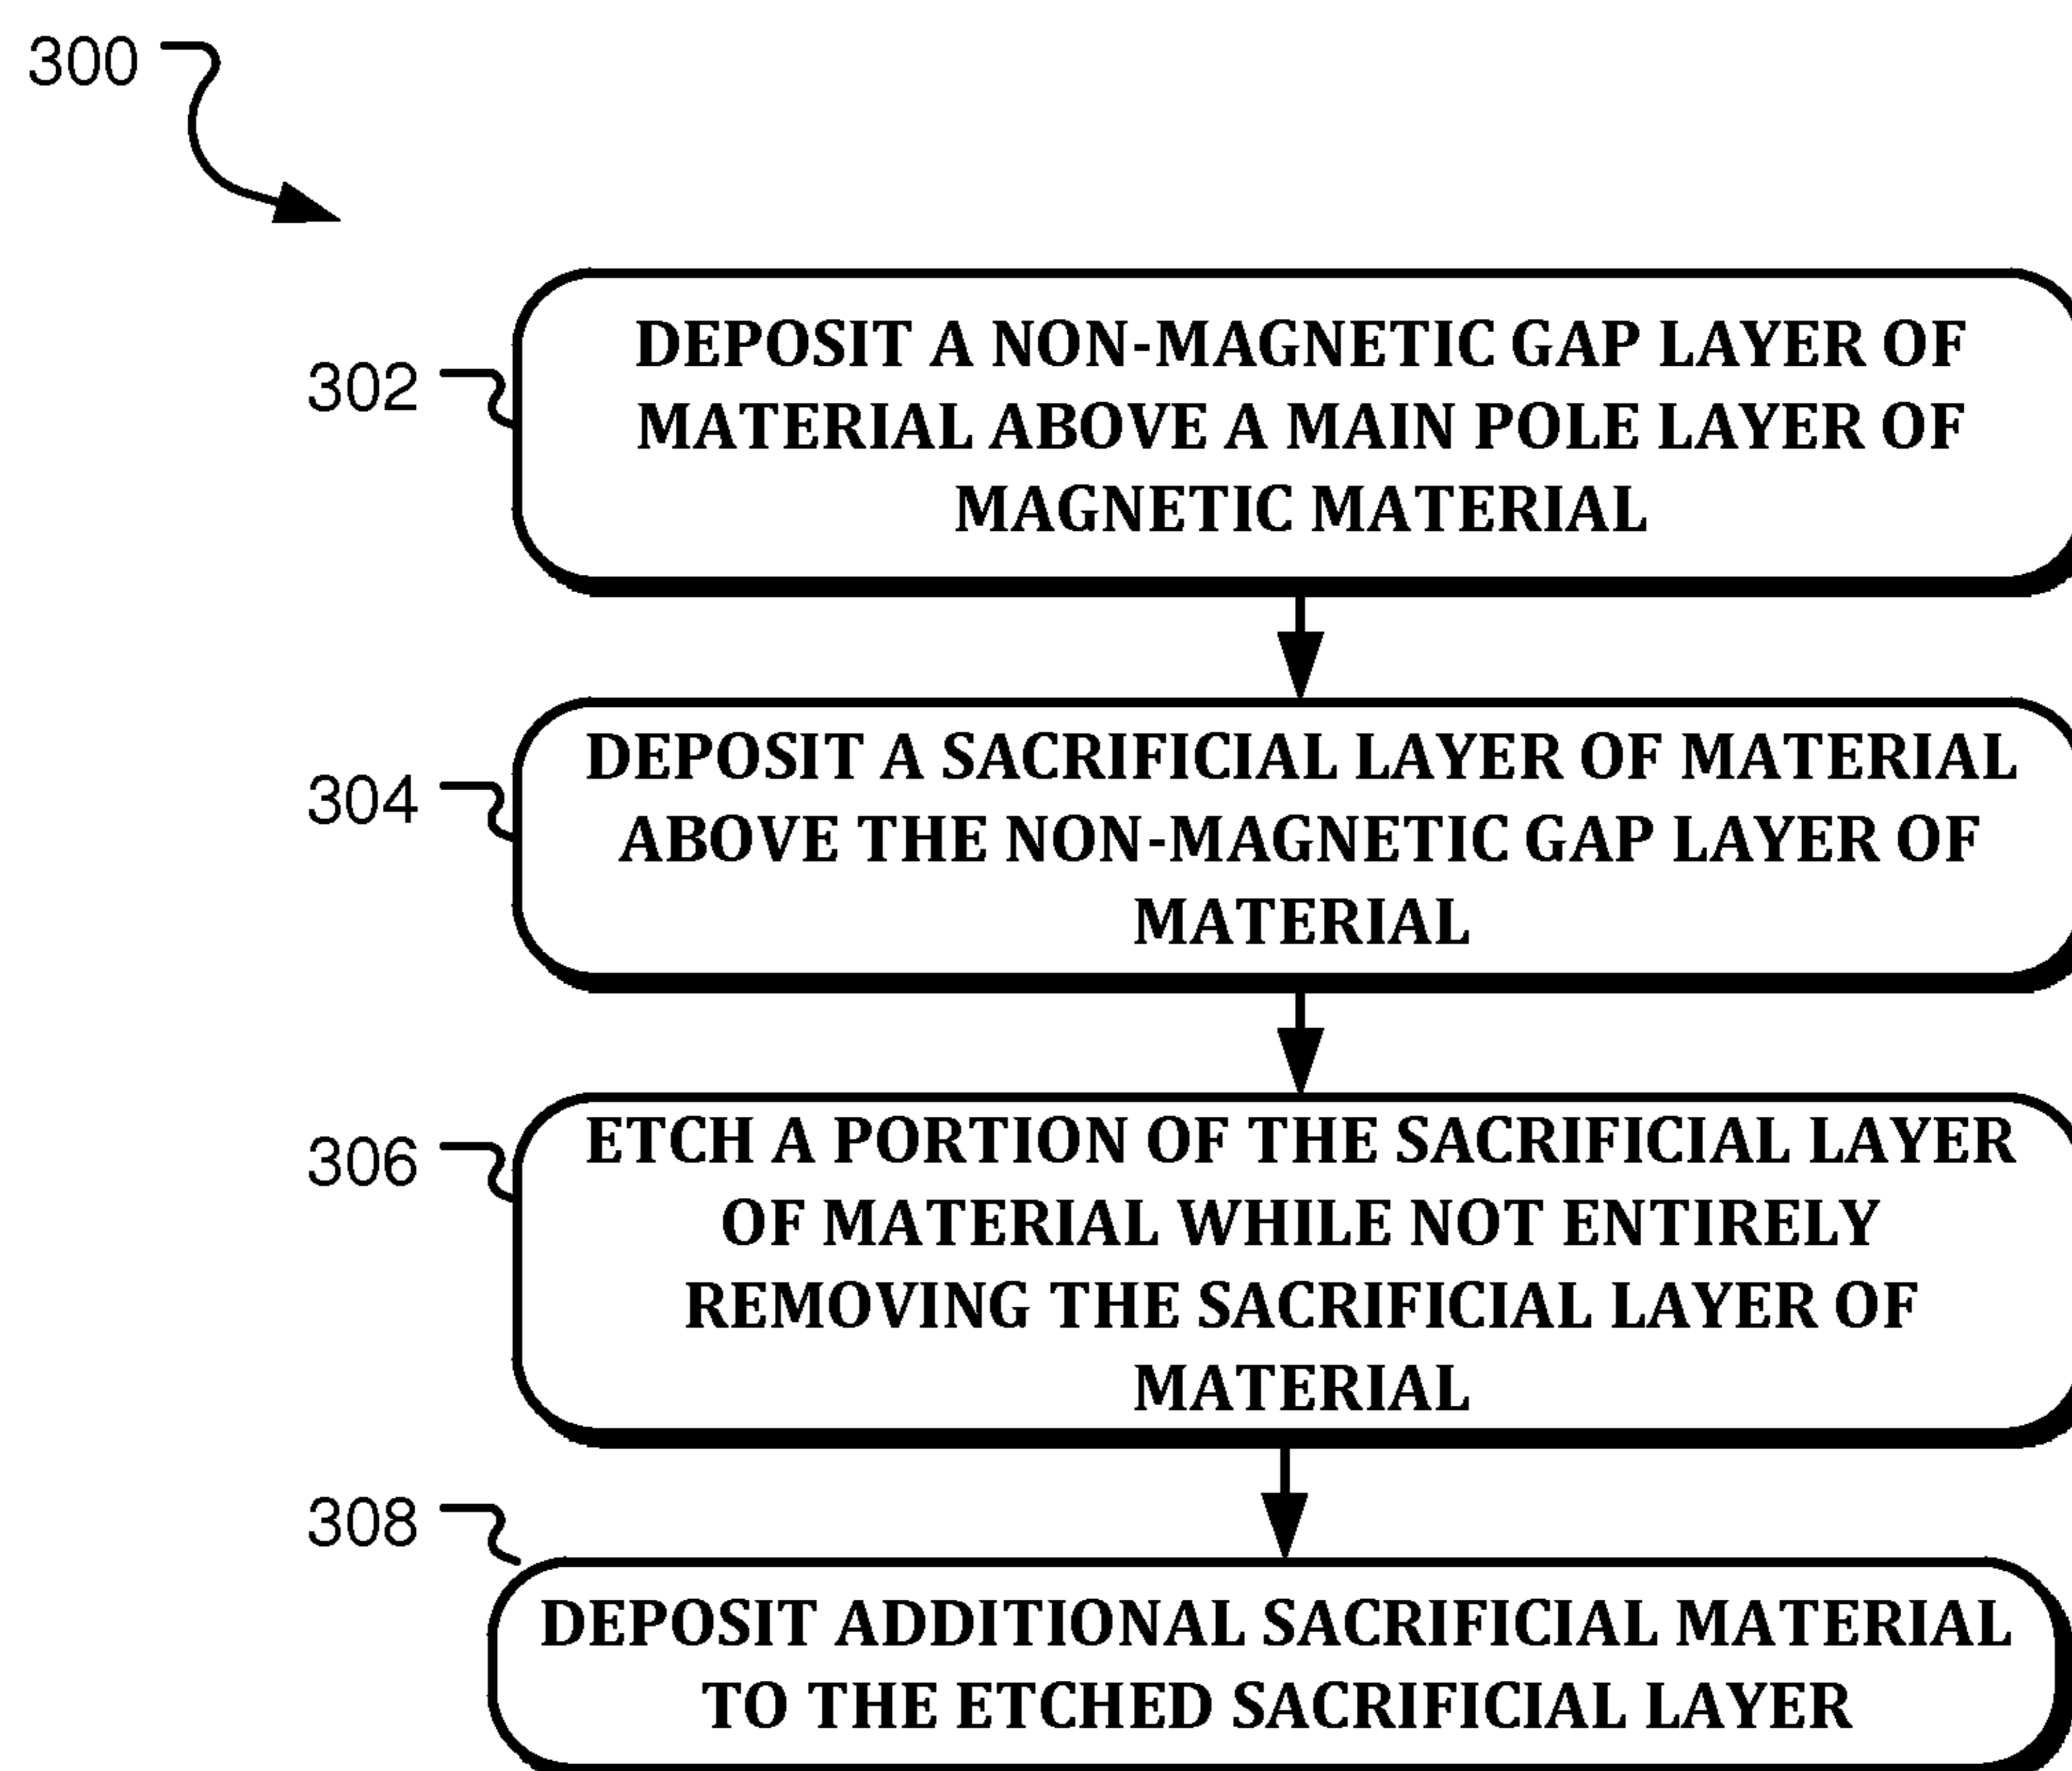 300
302
DEPOSIT A NON-MAGNETIC GAP LAYER OF
MATERIAL ABOVE A MAIN POLE LAYER OF
MAGNETIC MATERIAL
304
DEPOSIT A SACRIFICIAL LAYER OF MATERIAL
ABOVE THE NON-MAGNETIC GAP LAYER OF
MATERIAL
306
ETCH A PORTION OF THE SACRIFICIAL LAYER
OF MATERIAL WHILE NOT ENTIRELY
REMOVING THE SACRIFICIAL LAYER OF
MATERIAL
308
DEPOSIT ADDITIONAL SACRIFICIAL MATERIAL
TO THE ETCHED SACRIFICIAL LAYER